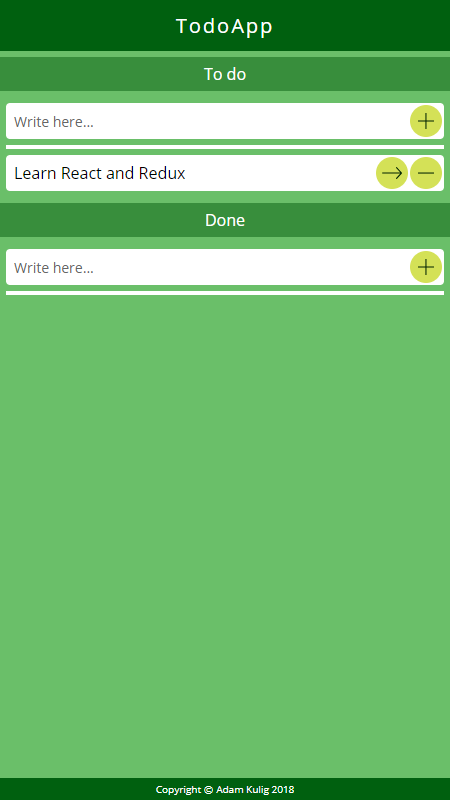 TodoApp
To do
Write here...
Learn React and Redux
Done
Write here...
Copyright © Adam Kulig 2018